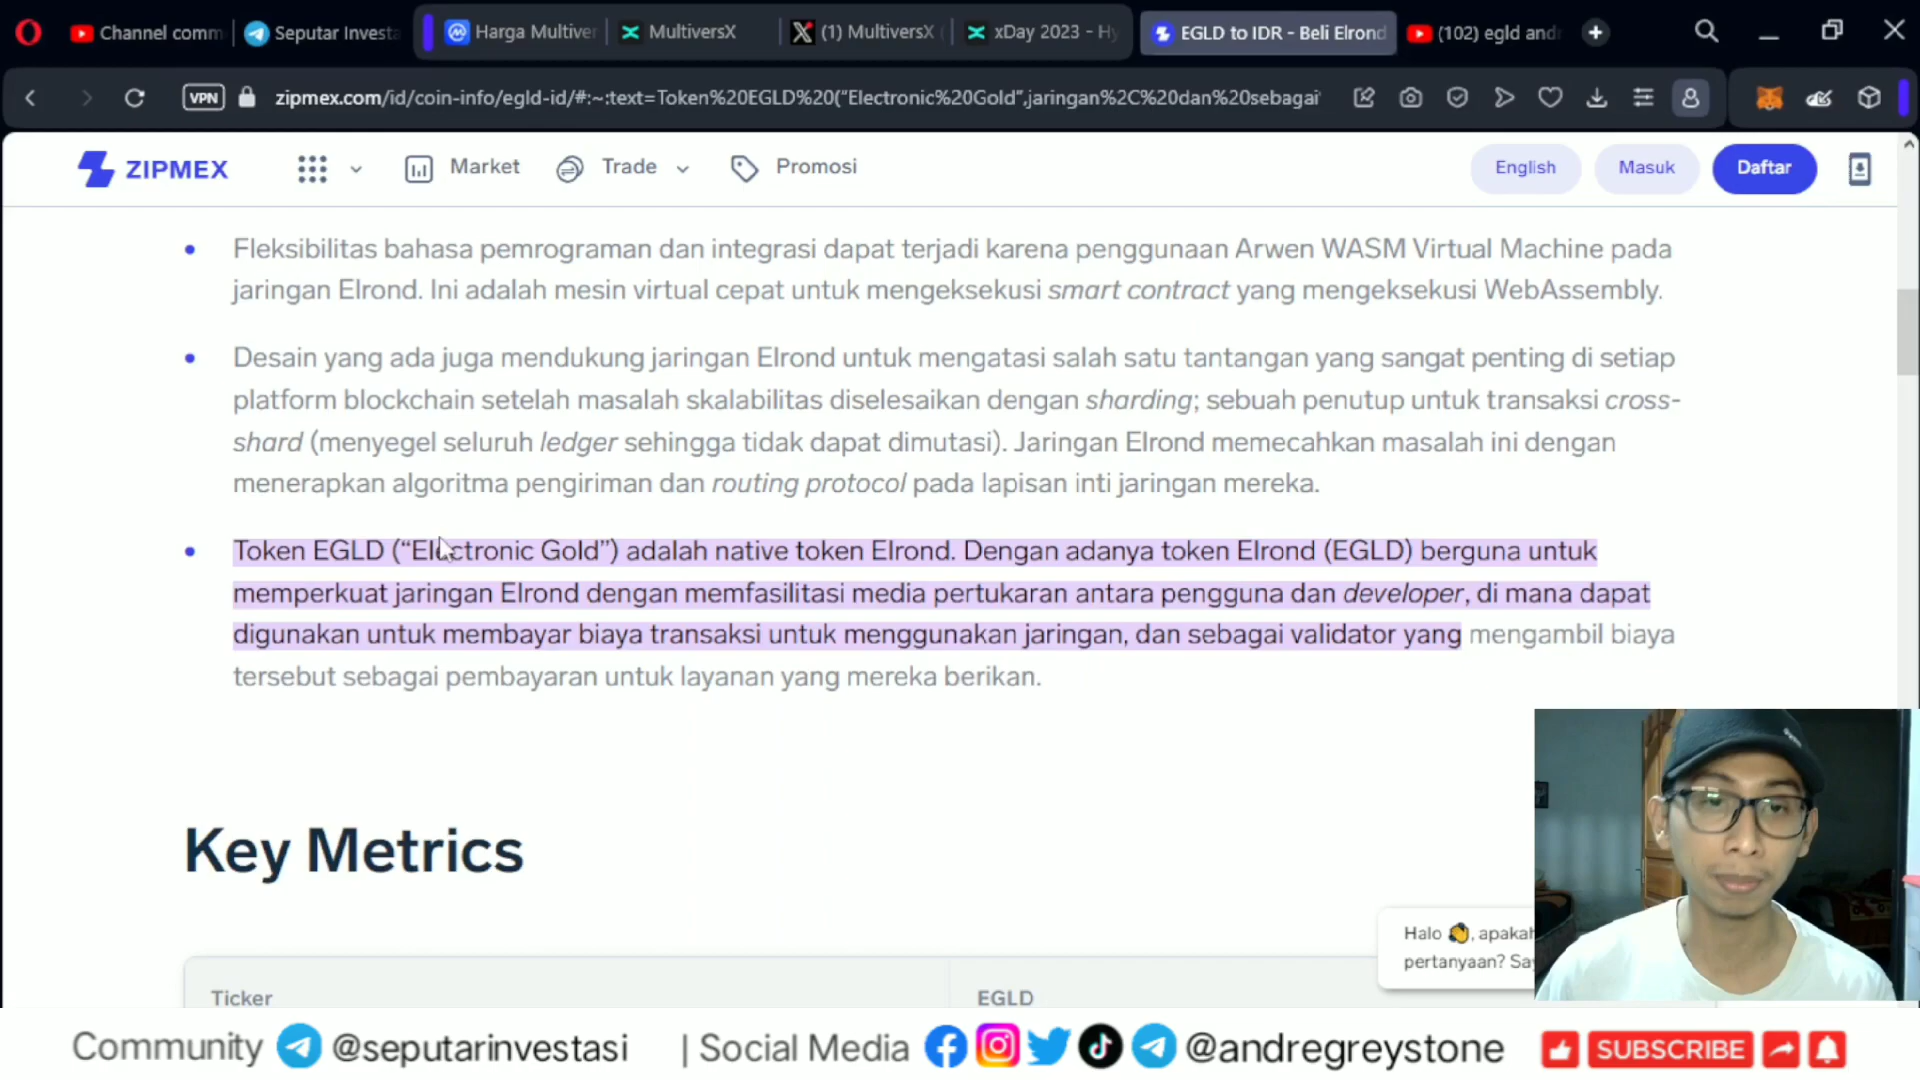 Channel comm
Seputar Investa
Harga Multiver
MultiversX
(1) MultiversX
xDay 2023 - Hy
EGLD to IDR - Beli Elrond
(102) egld and
VPN
zipmex.com/id/coin-info/egld-id/#:~:text=Token%20EGLD%20(“Electronic%20Gold”,jaringan%2C%20dan%20sebagai'
ZIPMEX
Market
Trade
Promosi
English
Masuk
Daftar
Fleksibilitas bahasa pemrograman dan integrasi dapat terjadi karena penggunaan Arwen WASM Virtual Machine pada
jaringan Elrond. Ini adalah mesin virtual cepat untuk mengeksekusi smart contract yang mengeksekusi WebAssembly.
Desain yang ada juga mendukung jaringan Elrond untuk mengatasi salah satu tantangan yang sangat penting di setiap
platform blockchain setelah masalah skalabilitas diselesaikan dengan sharding; sebuah penutup untuk transaksi cross-
shard (menyegel seluruh ledger sehingga tidak dapat dimutasi). Jaringan Elrond memecahkan masalah ini dengan
menerapkan algoritma pengiriman dan routing protocol pada lapisan inti jaringan mereka.
Token EGLD (“Electronic Gold”) adalah native token Elrond. Dengan adanya token Elrond (EGLD) berguna untuk
memperkuat jaringan Elrond dengan memfasilitasi media pertukaran antara pengguna dan developer, di mana dapat
digunakan untuk membayar biaya transaksi untuk menggunakan jaringan, dan sebagai validator yang mengambil biaya
tersebut sebagai pembayaran untuk layanan yang mereka berikan.
Key Metrics
Halo 👋, apakah
pertanyaan? Say
Ticker
EGLD
Community @seputarinvestasi | Social Media @andregreystone SUBSCRIBE